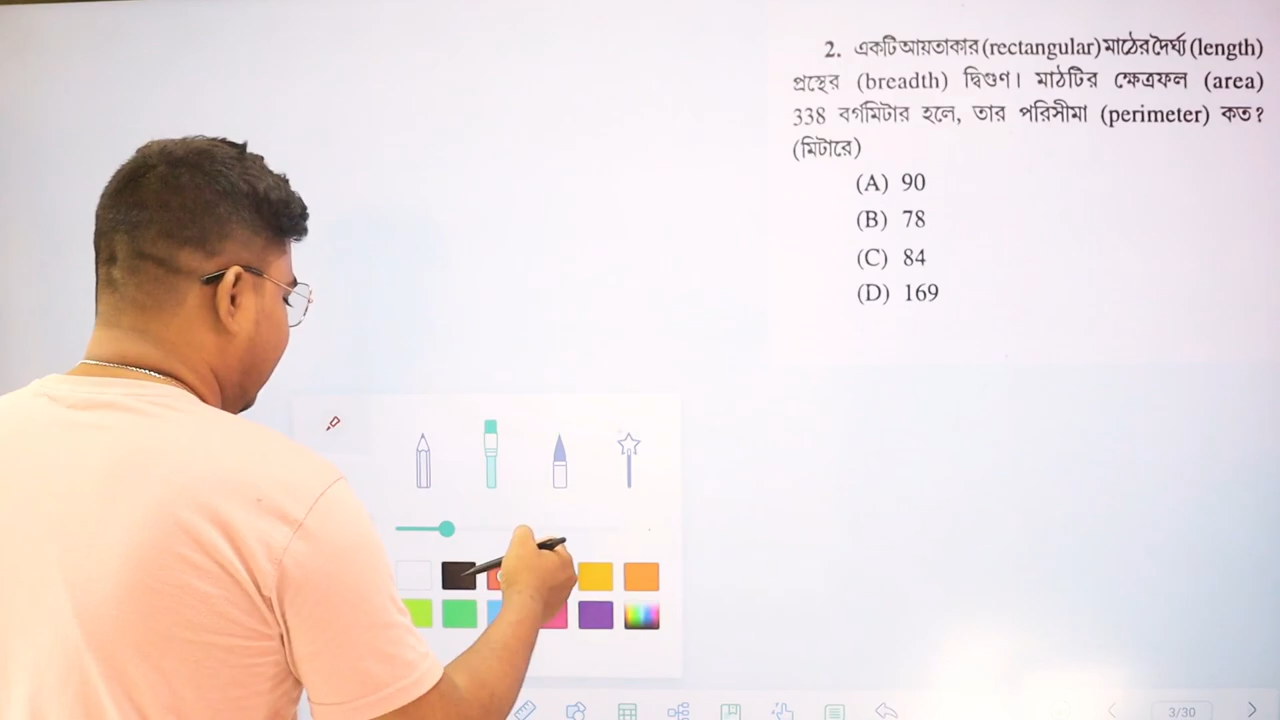 2. একটি আয়তাকার (rectangular) মাঠের দৈর্ঘ্য (length)
প্রস্থের (breadth) দ্বিগুণ। মাঠটির ক্ষেত্রফল (area)
338 বর্গমিটার হলে, তার পরিসীমা (perimeter) কত?
(মিটারে)
(A) 90
(B) 78
(C) 84
(D) 169
3/30